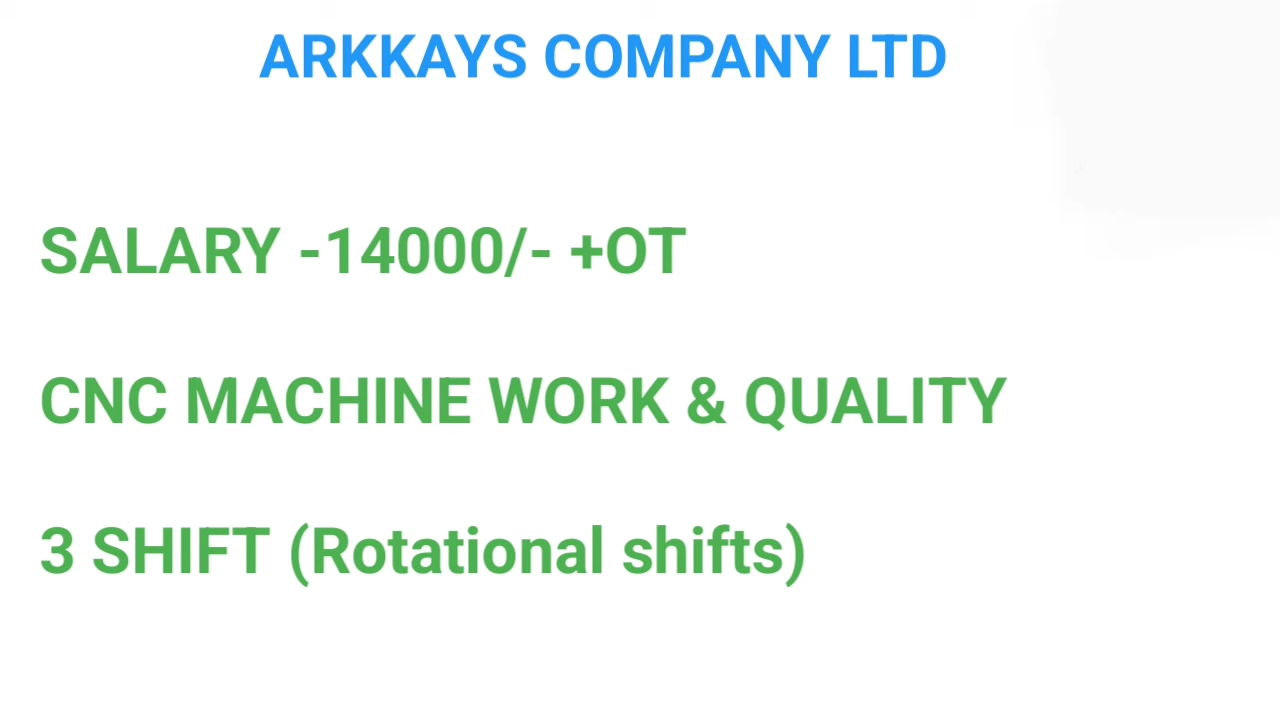 ARKKAYS COMPANY LTD
SALARY -14000/- +OT
CNC MACHINE WORK & QUALITY
3 SHIFT (Rotational shifts)